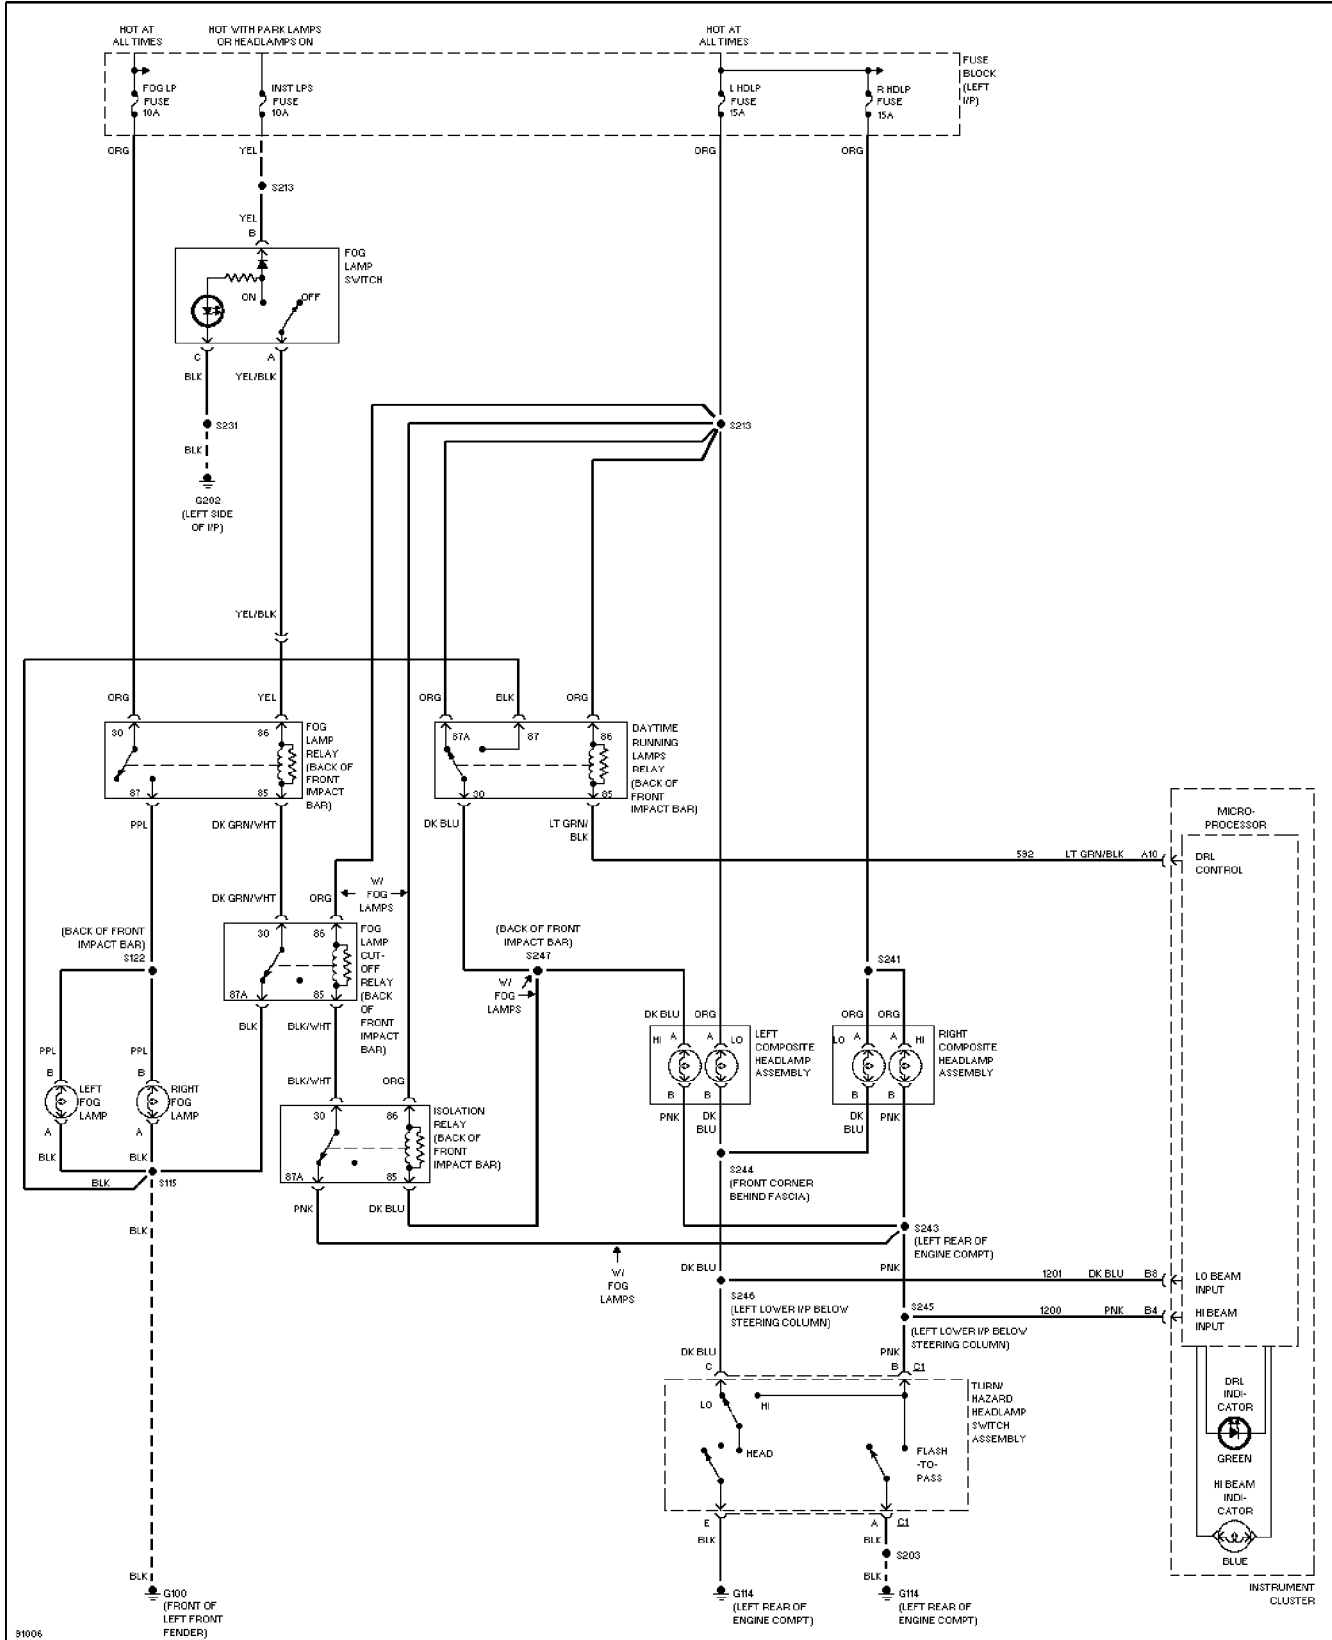 HOT AT
ALL TIMES
HOT WITH PARK LAMPS
OR HEADLAMPS ON
HOT AT
ALL TIMES
FUSE
BLOCK
(LEFT
I/P)
FOG LP
FUSE
10A
INST LPS
FUSE
10A
L HDLP
FUSE
15A
R HDLP
FUSE
15A
ORG
YEL
ORG
ORG
S213
YEL
B
FOG
LAMP
SWITCH
ON
OFF
C
A
BLK
YEL/BLK
S231
S213
BLK
G202
(LEFT SIDE
OF I/P)
YEL/BLK
ORG
YEL
ORG
BLK
ORG
30
86
FOG
LAMP
RELAY
(BACK OF
FRONT
IMPACT
BAR)
87
85
87A
87
86
DAYTIME
RUNNING
LAMPS
RELAY
(BACK OF
FRONT
IMPACT BAR)
30
85
PPL
DK GRN/WHT
DK BLU
LT GRN/
BLK
MICRO-
PROCESSOR
592
LT GRN/BLK
A10
DRL
CONTROL
DK GRN/WHT
ORG
W/
FOG
LAMPS
30
86
FOG
LAMP
CUT-
OFF
RELAY
(BACK
OF
FRONT
IMPACT
BAR)
87A
85
(BACK OF FRONT
IMPACT BAR)
S122
(BACK OF FRONT
IMPACT BAR)
S247
W/
FOG
LAMPS
S241
BLK
BLK/WHT
DK BLU
ORG
ORG
ORG
HI
A
A
LO
LEFT
COMPOSITE
HEADLAMP
ASSEMBLY
LO
A
A
HI
RIGHT
COMPOSITE
HEADLAMP
ASSEMBLY
PPL
PPL
B
B
LEFT
FOG
LAMP
RIGHT
FOG
LAMP
A
A
BLK
BLK
BLK/WHT
ORG
B
B
B
B
PNK
DK
BLU
DK
BLU
PNK
30
86
ISOLATION
RELAY
(BACK OF
FRONT
IMPACT BAR)
87A
85
S244
(FRONT CORNER
BEHIND FASCIA)
BLK
S115
PNK
DK BLU
BLK
S243
(LEFT REAR OF
ENGINE COMPT)
W/
FOG
LAMPS
DK BLU
PNK
1201
DK BLU
B8
LO BEAM
INPUT
S246
(LEFT LOWER I/P BELOW
STEERING COLUMN)
S245
(LEFT LOWER I/P BELOW
STEERING COLUMN)
1200
PNK
B4
HI BEAM
INPUT
DK BLU
PNK
C
B
C1
TURN/
HAZARD
HEADLAMP
SWITCH
ASSEMBLY
LO
HI
HEAD
FLASH
-TO-
PASS
DRL
INDI-
CATOR
GREEN
HI BEAM
INDI-
CATOR
BLUE
E
A
C1
BLK
BLK
S203
BLK
BLK
G100
(FRONT OF
LEFT FRONT
FENDER)
G114
(LEFT REAR OF
ENGINE COMPT)
G114
(LEFT REAR OF
ENGINE COMPT)
INSTRUMENT
CLUSTER
91006